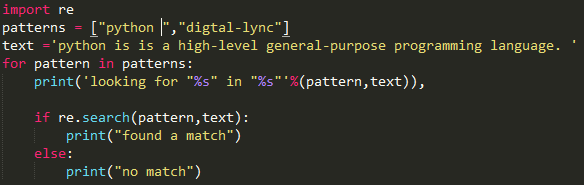 import re
patterns = ["python ","digtal-lync"]
text ='python is is a high-level general-purpose programming language. '
for pattern in patterns:
    print('looking for "%s" in "%s"'%(pattern,text)),
    if re.search(pattern,text):
        print("found a match")
    else:
        print("no match")